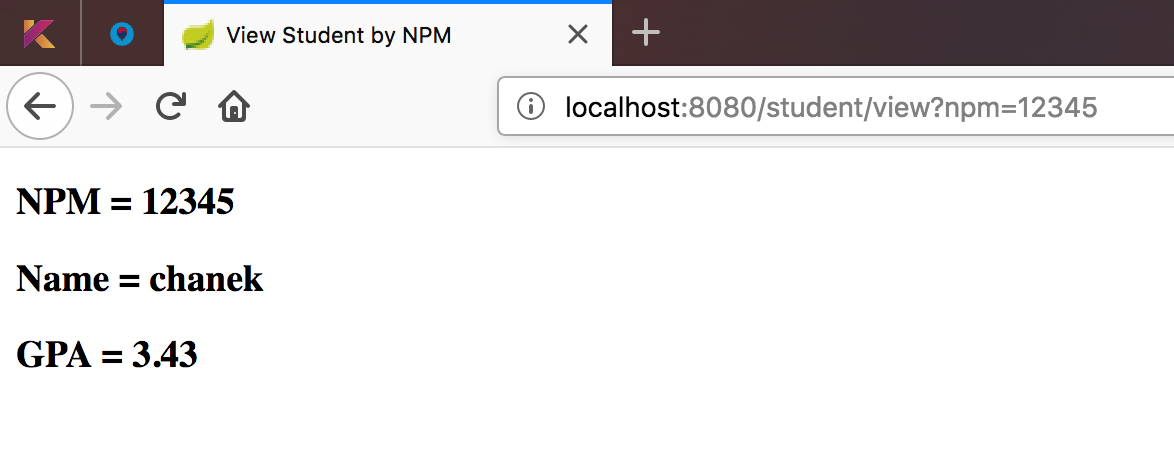 View Student by NPM
localhost:8080/student/view?npm=12345
NPM = 12345
Name = chanek
GPA = 3.43